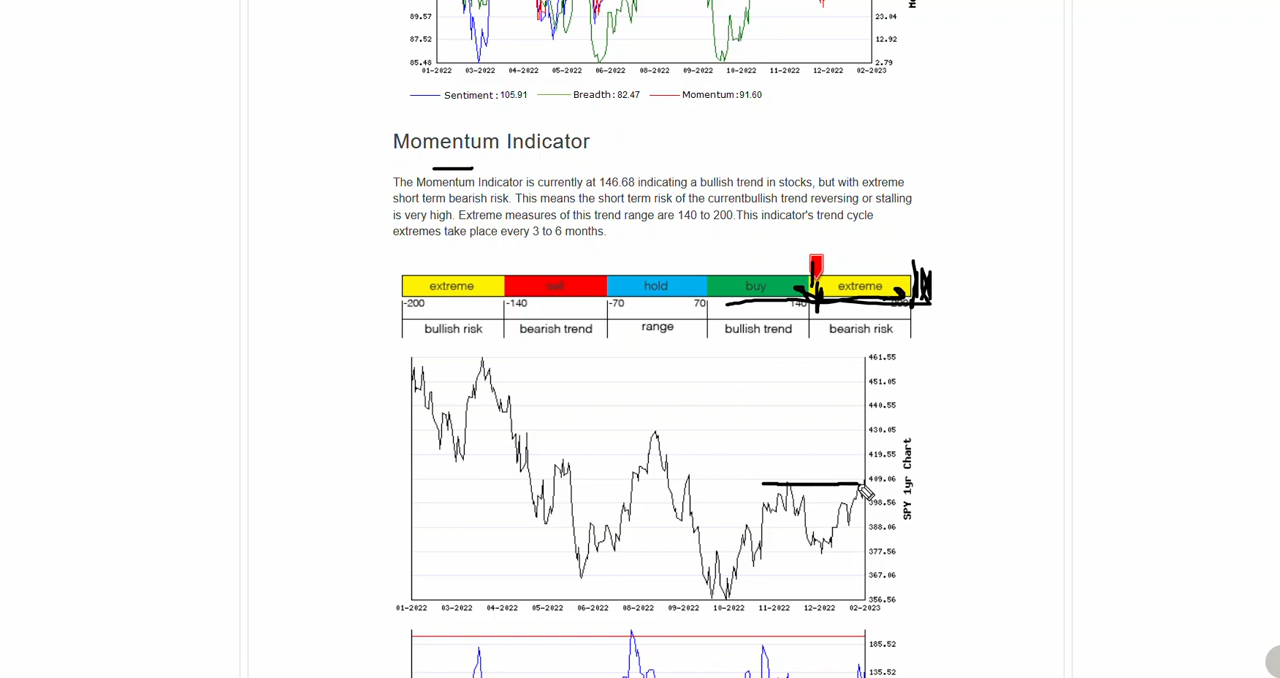 89.57 23.04
87.52 12.92
85.48 2.79
01-2022 03-2022 04-2022 05-2022 06-2022 08-2022 09-2022 10-2022 11-2022 12-2022 02-2023
Sentiment : 105.91 Breadth : 82.47 Momentum : 91.60
Momentum Indicator
The Momentum Indicator is currently at 146.68 indicating a bullish trend in stocks, but with extreme
short term bearish risk. This means the short term risk of the currentbullish trend reversing or stalling
is very high. Extreme measures of this trend range are 140 to 200.This indicator's trend cycle
extremes take place every 3 to 6 months.
extreme sell hold buy extreme
-200 -140 -70 70 140
bullish risk bearish trend range bullish trend bearish risk
461.55
451.05
440.55
430.05
419.55
409.06
398.56
388.06
377.56
367.06
356.56
SPY 1yr Chart
01-2022 03-2022 04-2022 05-2022 06-2022 08-2022 09-2022 10-2022 11-2022 12-2022 02-2023
185.52
135.52